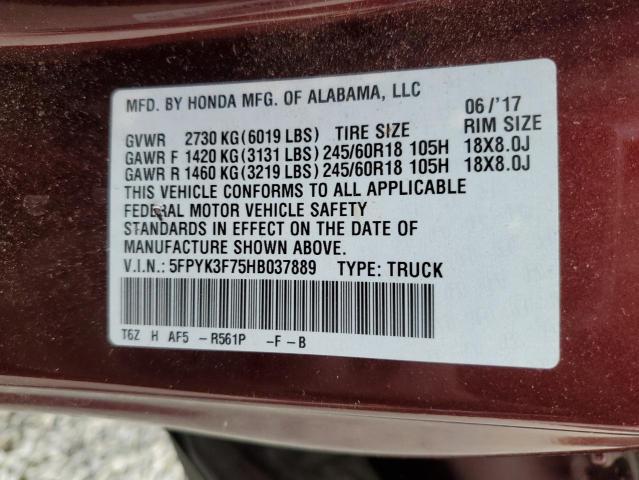 MFD. BY HONDA MFG. OF ALABAMA, LLC 06/'17
GVWR 2730 KG(6019 LBS) TIRE SIZE RIM SIZE
GAWR F 1420 KG(3131 LBS) 245/60R18 105H 18X8.0J
GAWR R 1460 KG(3219 LBS) 245/60R18 105H 18X8.0J
THIS VEHICLE CONFORMS TO ALL APPLICABLE
FEDERAL MOTOR VEHICLE SAFETY
STANDARDS IN EFFECT ON THE DATE OF
MANUFACTURE SHOWN ABOVE.
V.I.N.: 5FPYK3F75HB037889 TYPE: TRUCK
T6Z H AF5 -R561P -F-B